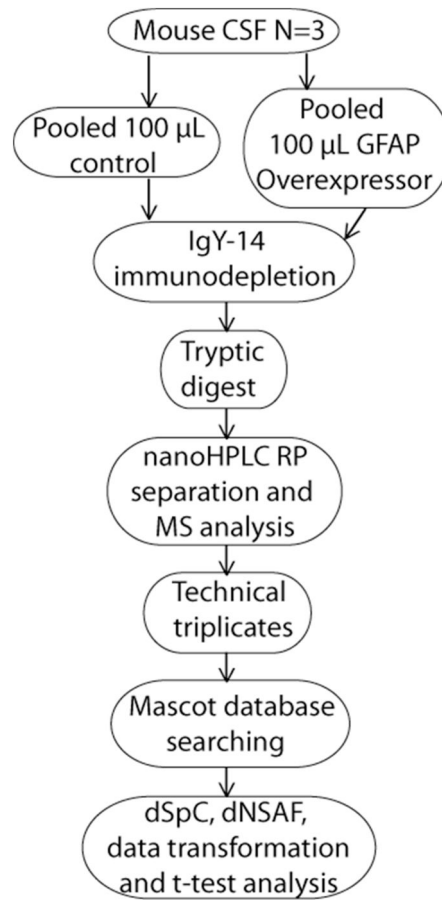 Mouse CSF N=3
Pooled 100 µL
control
Pooled
100 µL GFAP
Overexpressor
IgY-14
immunodepletion
Tryptic
digest
nanoHPLC RP
separation and
MS analysis
Technical
triplicates
Mascot database
searching
dSpC, dNSAF,
data transformation
and t-test analysis